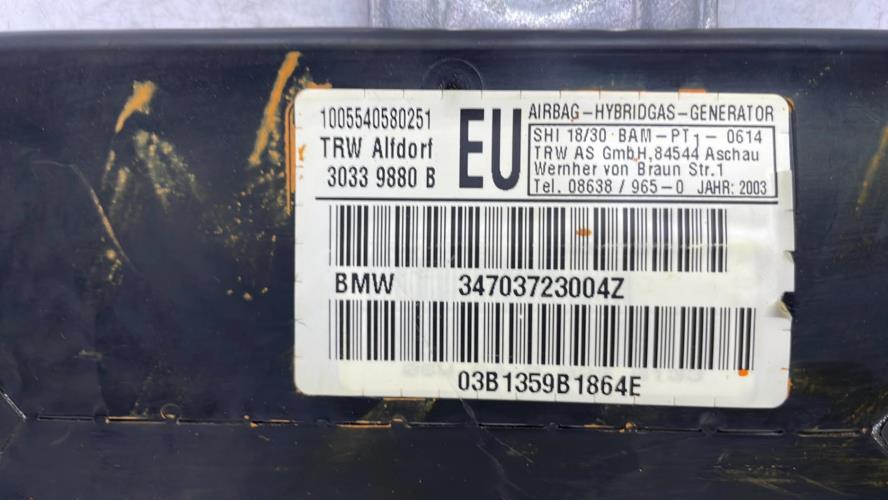 1005540580251
TRW Alfdorf
3033 9880 B
EU
AIRBAG-HYBRIDGAS-GENERATOR
SHI 18/30 BAM-PT1-0614
TRW AS GmbH,84544 Aschau
Wernher von Braun Str.1
Tel. 08638 / 965-0 JAHR: 2003
BMW 34703723004Z
03B1359B1864E